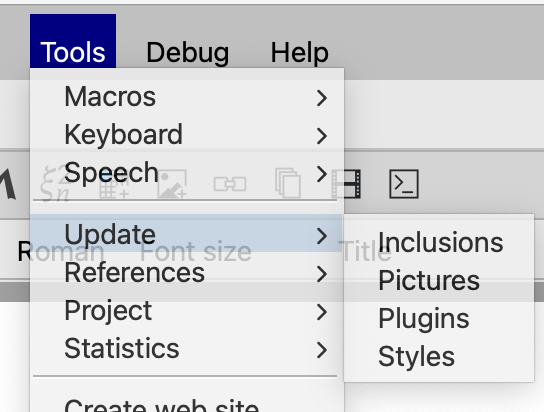 Tools Debug Help
Macros
Keyboard
Speech
Update
Roman Font size Title
Inclusions
References
Pictures
Project
Plugins
Statistics
Styles
Create web site